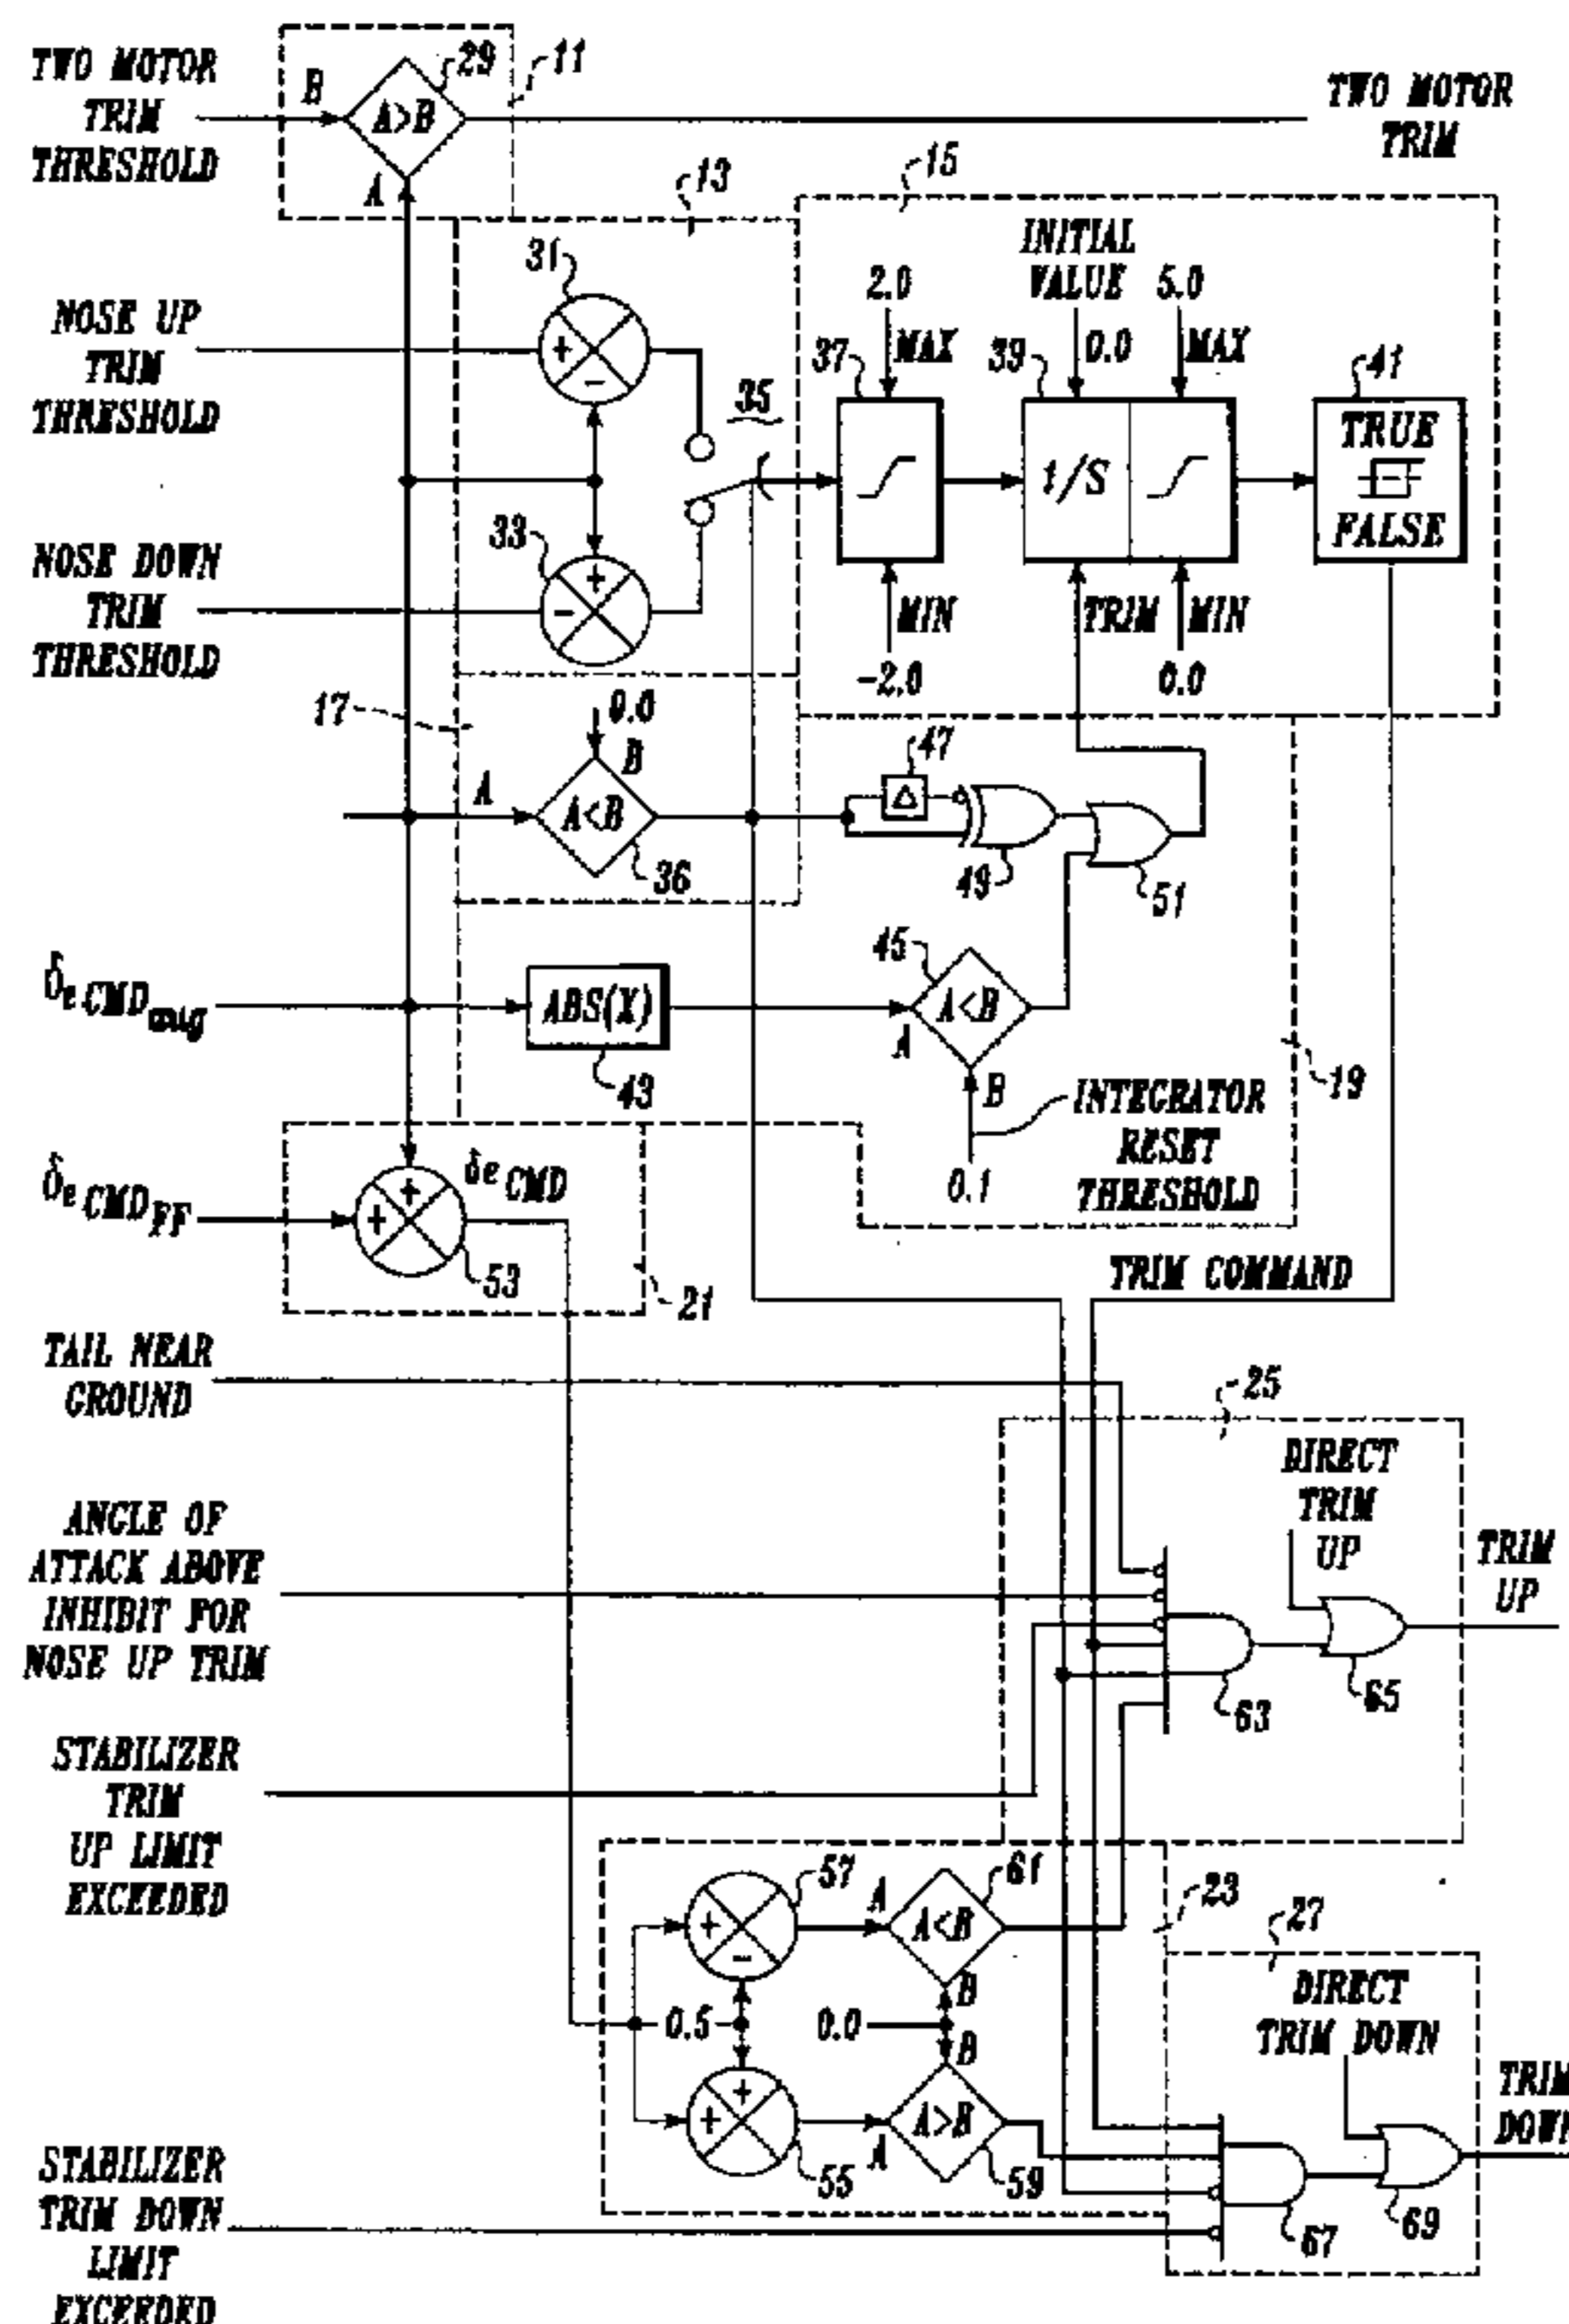 TWO MOTOR
TRIM
THRESHOLD
B
A>B
29
11
A
TWO MOTOR
TRIM
13
15
NOSE UP
TRIM
THRESHOLD
31
+
-
35
INITIAL
VALUE
2.0
MAX
37
39
0.0
5.0
MAX
41
TRUE
FALSE
1/S
NOSE DOWN
TRIM
THRESHOLD
33
+
-
MIN
-2.0
TRIM
MIN
0.0
17
0.0
B
A
A<B
36
47
Δ
49
51
δe CMD
ABS(X)
43
45
A<B
A
B
0.1
INTEGRATOR
RESET
THRESHOLD
19
δe CMD FF
+
+
δe CMD
53
21
TRIM COMMAND
TAIL NEAR
GROUND
25
DIRECT
TRIM
UP
TRIM
UP
ANGLE OF
ATTACK ABOVE
INHIBIT FOR
NOSE UP TRIM
63
65
STABILIZER
TRIM
UP LIMIT
EXCEEDED
57
+
-
A
A<B
61
B
23
27
0.5
0.0
DIRECT
TRIM DOWN
TRIM
DOWN
+
+
55
A
B
A>B
59
67
69
STABILIZER
TRIM DOWN
LIMIT
EXCEEDED